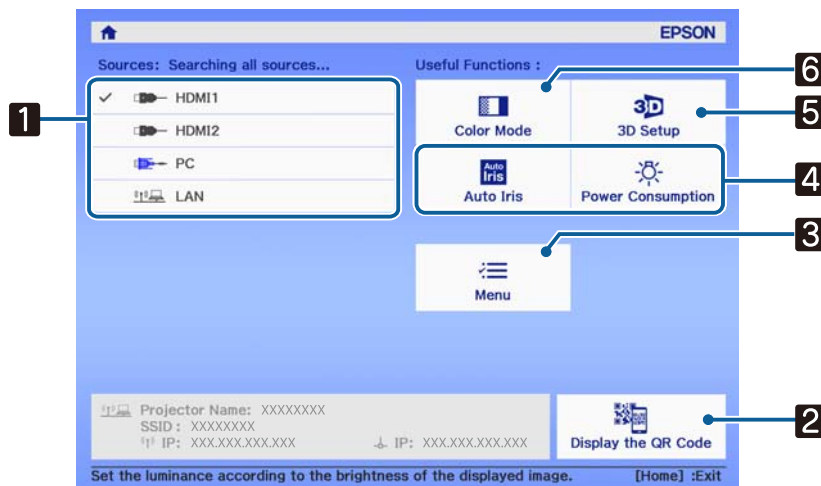 EPSON
Sources: Searching all sources...
HDMI1
HDMI2
PC
LAN
Useful Functions :
Color Mode
3D
3D Setup
Auto
Iris
Auto Iris
Power Consumption
Menu
Projector Name: XXXXXXXX
SSID : XXXXXXXX
IP: XXX.XXX.XXX.XXX
IP: XXX.XXX.XXX.XXX
Display the QR Code
Set the luminance according to the brightness of the displayed image.
[Home] :Exit
1
6
5
4
3
2